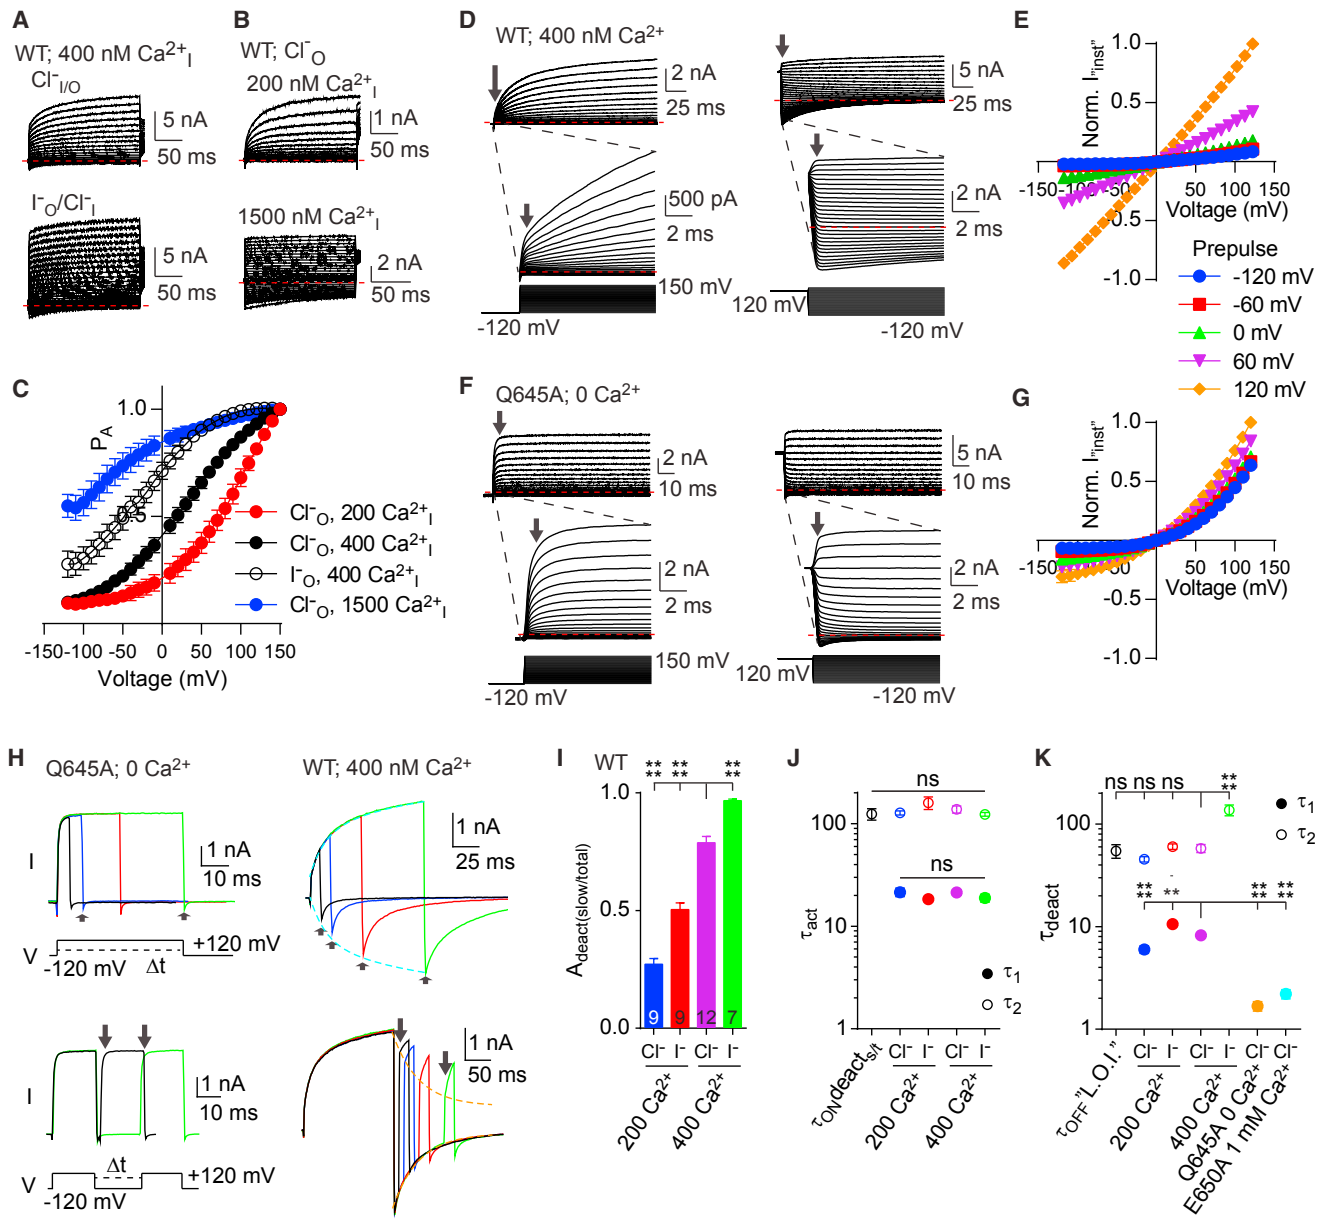 A
WT; 400 nM Ca2+I
Cl-I/O
5 nA
50 ms
I-O/Cl-I
5 nA
50 ms
B
WT; Cl-O
200 nM Ca2+I
1 nA
50 ms
1500 nM Ca2+I
2 nA
50 ms
C
PA
1.0
.5
-150
-100
-50
0
50
100
150
Voltage (mV)
Cl-O, 200 Ca2+I
Cl-O, 400 Ca2+I
I-O, 400 Ca2+I
Cl-O, 1500 Ca2+I
D
WT; 400 nM Ca2+
2 nA
25 ms
5 nA
25 ms
500 pA
2 ms
2 nA
2 ms
150 mV
-120 mV
120 mV
-120 mV
E
Norm. I"inst"
1.0
0.5
-0.5
-1.0
-150
-100
-50
50
100
150
Voltage (mV)
Prepulse
-120 mV
-60 mV
0 mV
60 mV
120 mV
F
Q645A; 0 Ca2+
2 nA
10 ms
5 nA
10 ms
2 nA
2 ms
2 nA
2 ms
150 mV
-120 mV
120 mV
-120 mV
G
Norm. I"inst"
1.0
0.5
-0.5
-1.0
-150
-100
-50
50
100
150
Voltage (mV)
H
Q645A; 0 Ca2+
WT; 400 nM Ca2+
I
1 nA
10 ms
1 nA
25 ms
V
-120 mV
Δt
+120 mV
I
1 nA
10 ms
1 nA
50 ms
V
-120 mV
Δt
+120 mV
I
WT
** ** **
** ** **
Adeact(slow/total)
1.0
0.5
0.0
9
9
12
7
Cl- I- Cl- I-
200 Ca2+
400 Ca2+
J
ns
ns
τact
100
10
1
τ1
τ2
τONdeacts/t
Cl- I- Cl- I-
200 Ca2+
400 Ca2+
K
ns ns ns **
**
** ** ** **
** ** **
τdeact
100
10
1
τ1
τ2
τOFF"L.O.I."
Cl- I- Cl- I- Cl- Cl-
200 Ca2+
400 Ca2+
Q645A 0 Ca2+
E650A 1 mM Ca2+